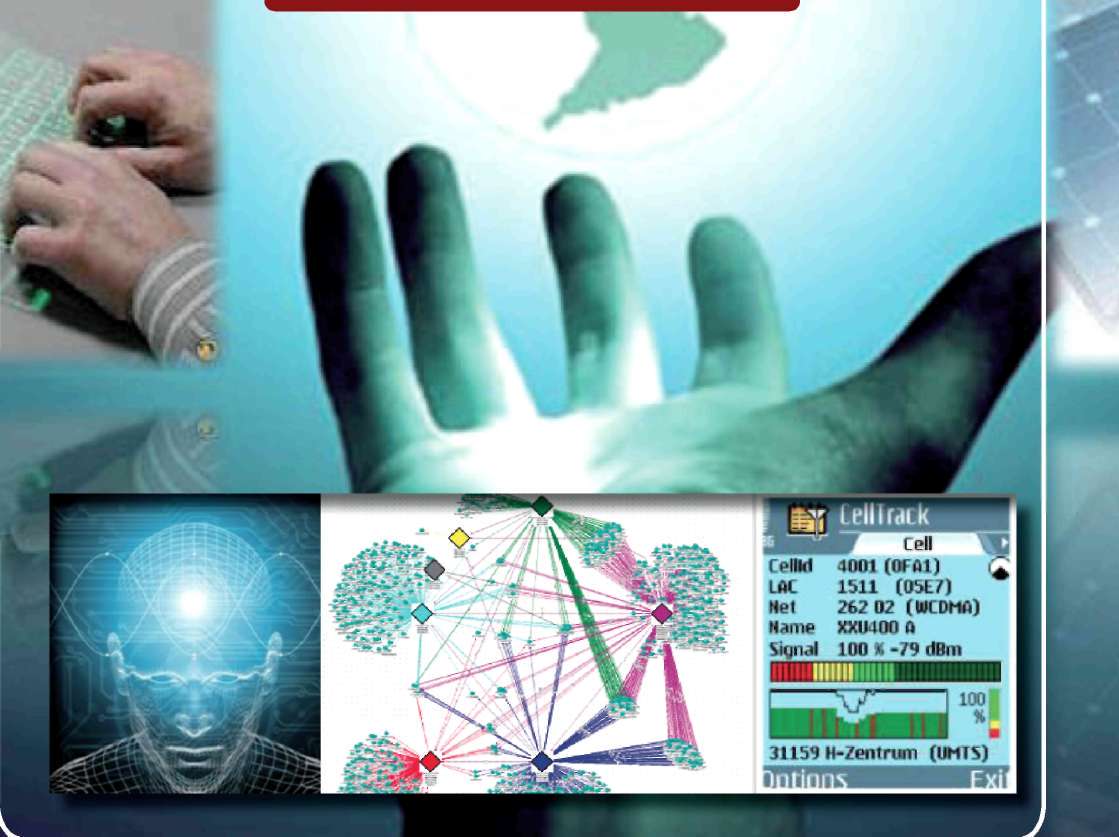 CellTrack
Cell
CellId 4001 (0FA1)
LAC 1511 (05E7)
Net 262 02 (WCDMA)
Name XXU400 A
Signal 100 % -79 dBm
100
%
31159 H-Zentrum (UMTS)
Options Exit